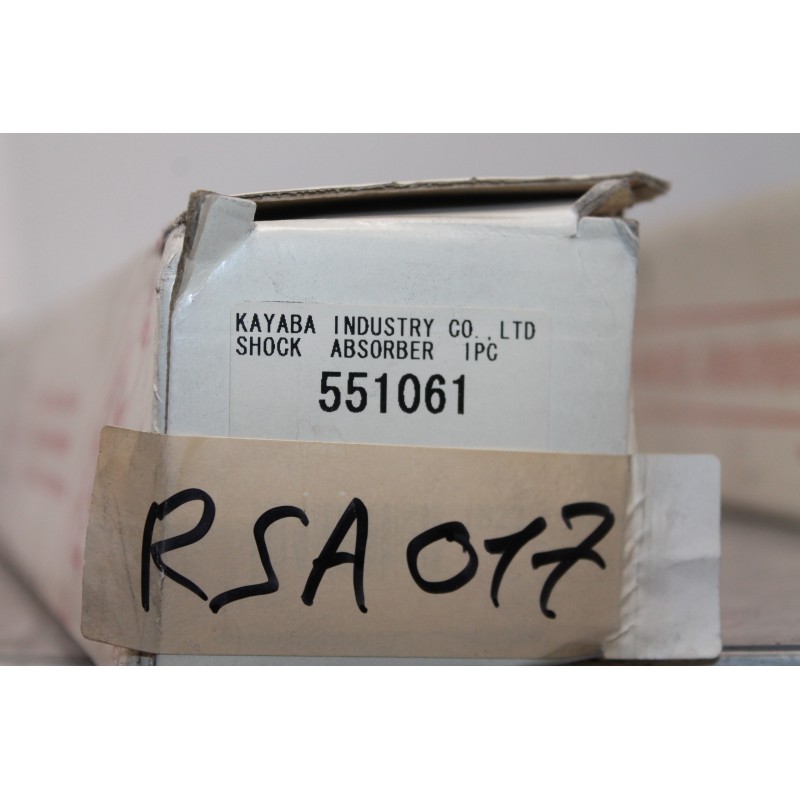 KAYABA INDUSTRY CO.,LTD
SHOCK ABSORBER 1PC
551061
RSA017